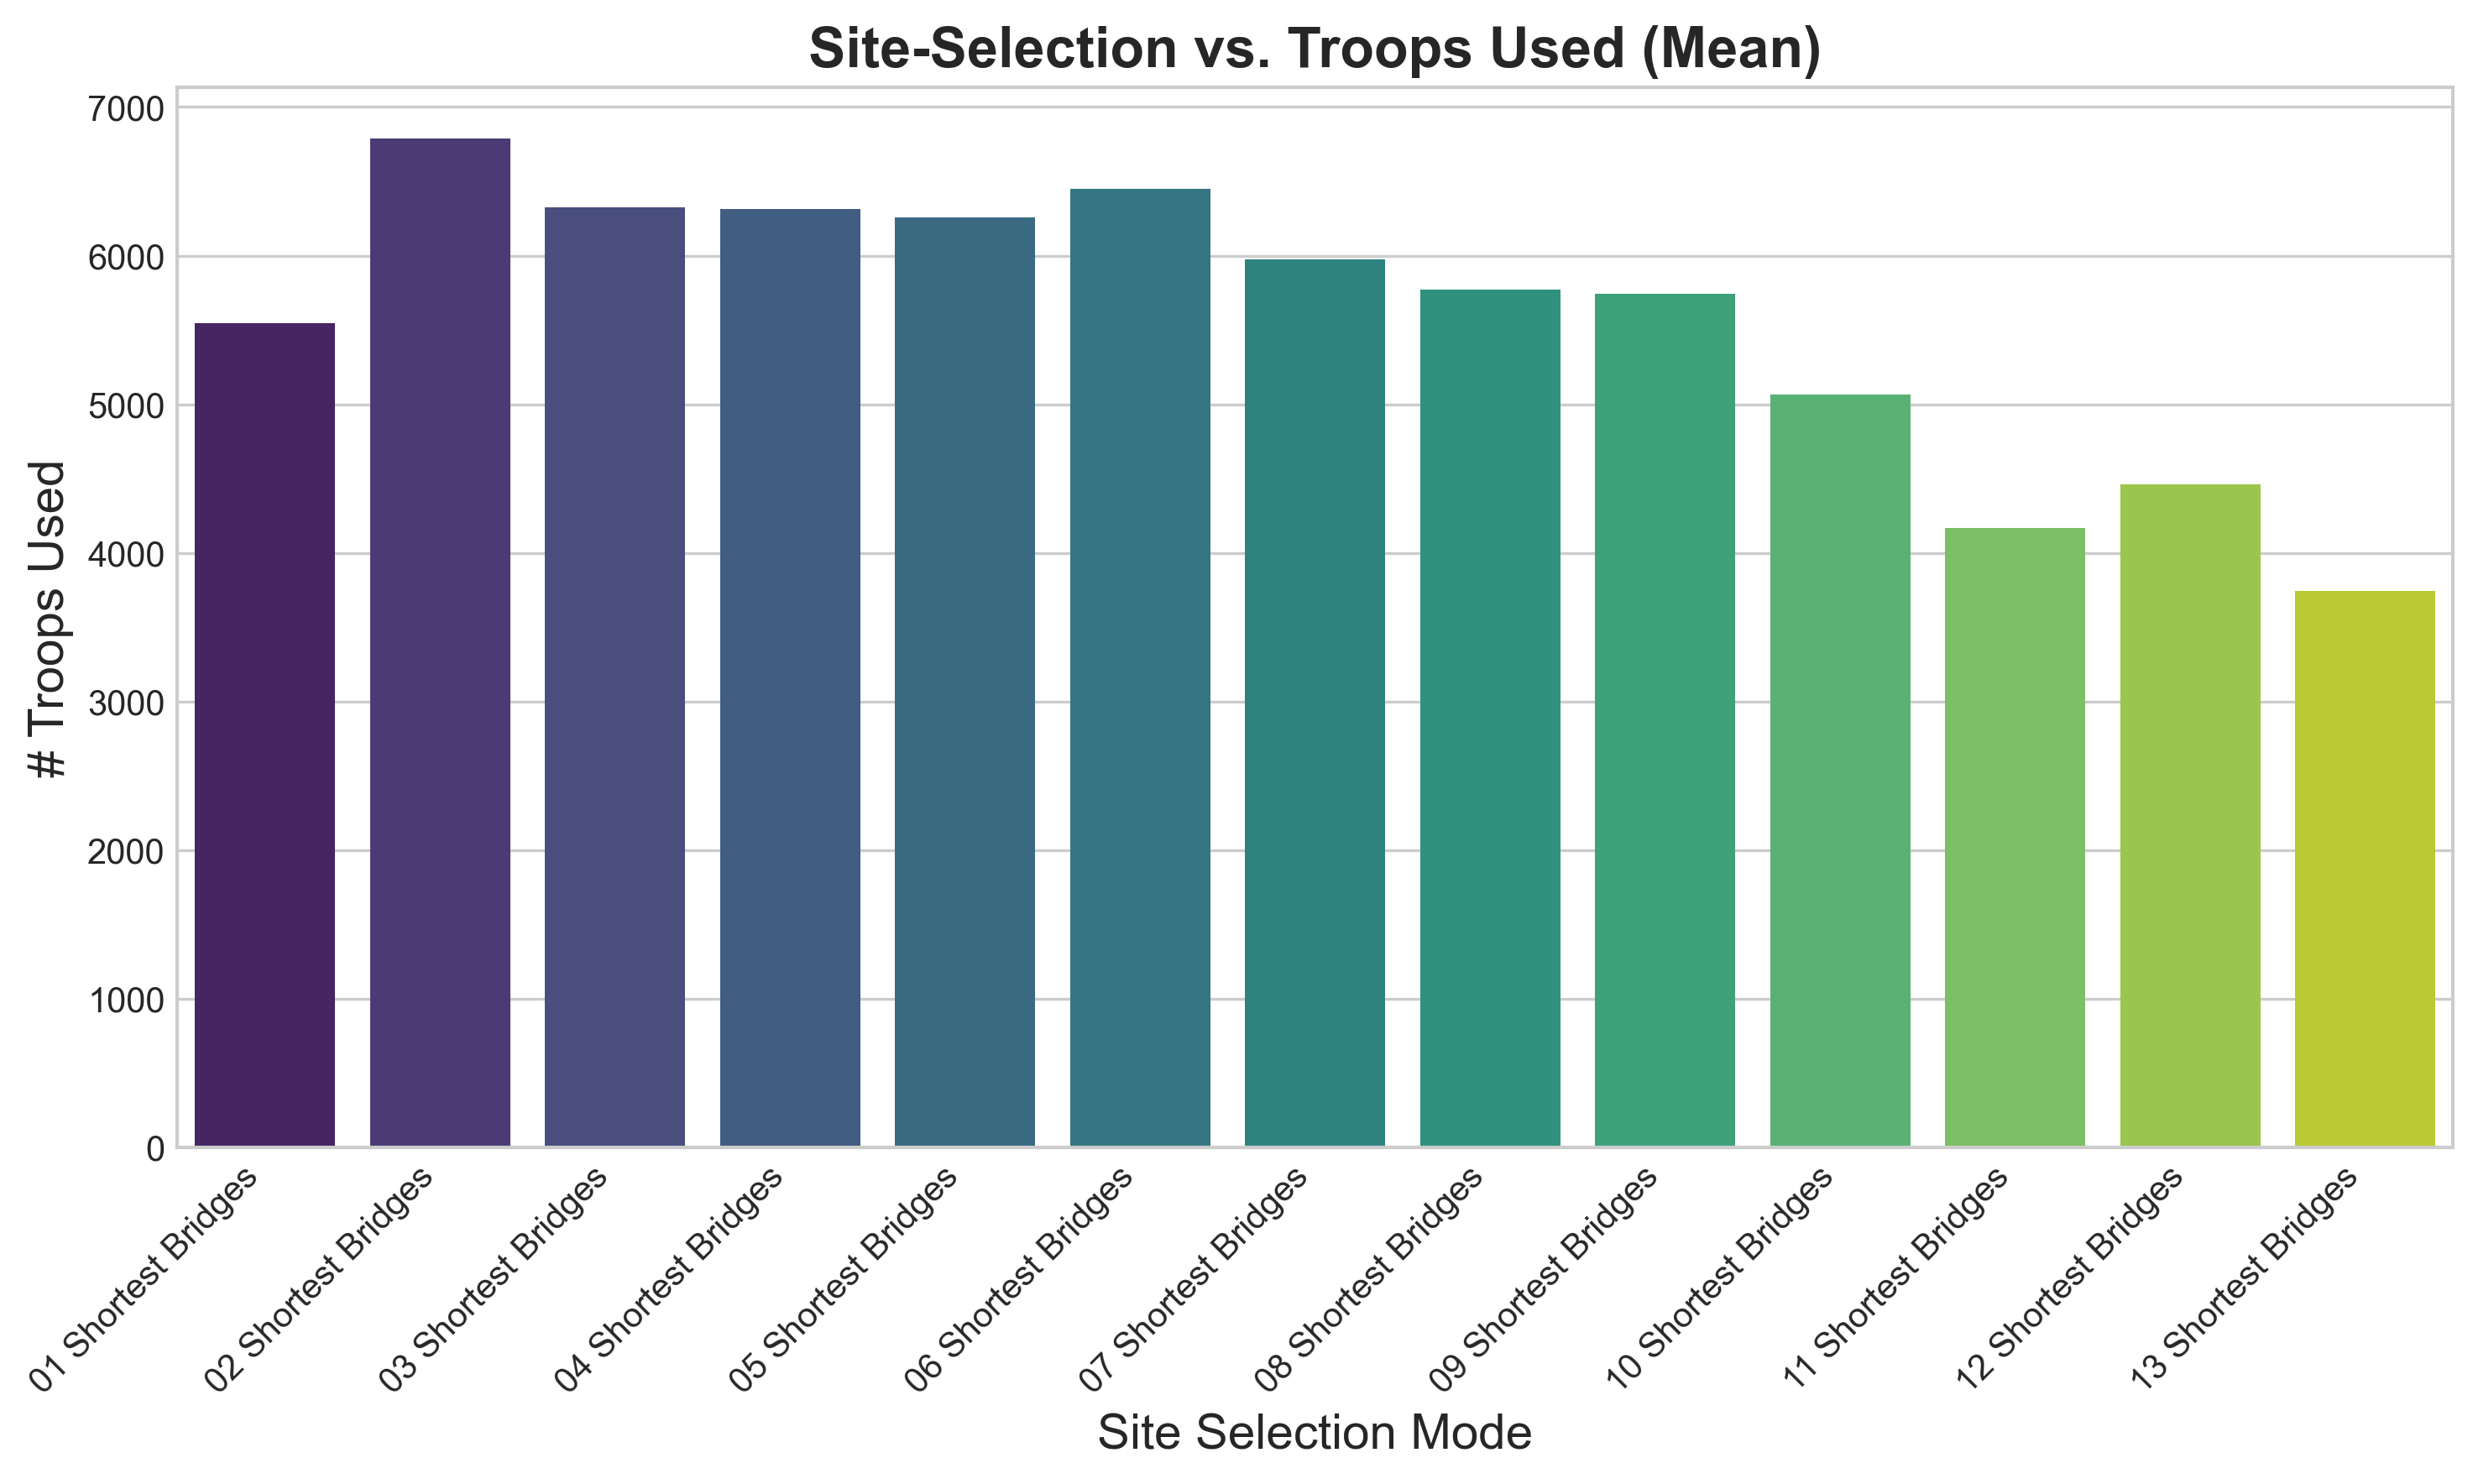 Site-Selection vs. Troops Used (Mean)
# Troops Used
7000
6000
5000
4000
3000
2000
1000
0
01 Shortest Bridges
02 Shortest Bridges
03 Shortest Bridges
04 Shortest Bridges
05 Shortest Bridges
06 Shortest Bridges
07 Shortest Bridges
08 Shortest Bridges
09 Shortest Bridges
10 Shortest Bridges
11 Shortest Bridges
12 Shortest Bridges
13 Shortest Bridges
Site Selection Mode